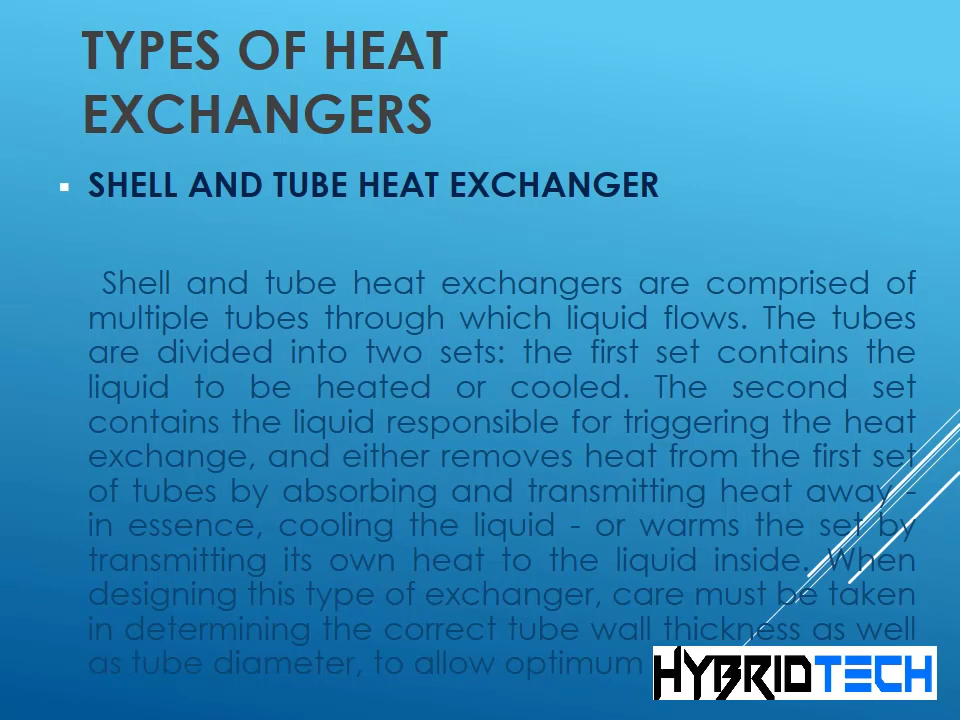 TYPES OF HEAT
EXCHANGERS
▪ SHELL AND TUBE HEAT EXCHANGER
Shell and tube heat exchangers are comprised of
multiple tubes through which liquid flows. The tubes
are divided into two sets: the first set contains the
liquid to be heated or cooled. The second set
contains the liquid responsible for triggering the heat
exchange, and either removes heat from the first set
of tubes by absorbing and transmitting heat away -
in essence, cooling the liquid - or warms the set by
transmitting its own heat to the liquid inside. When
designing this type of exchanger, care must be taken
in determining the correct tube wall thickness as well
as tube diameter, to allow optimum
HYBRIDTECH